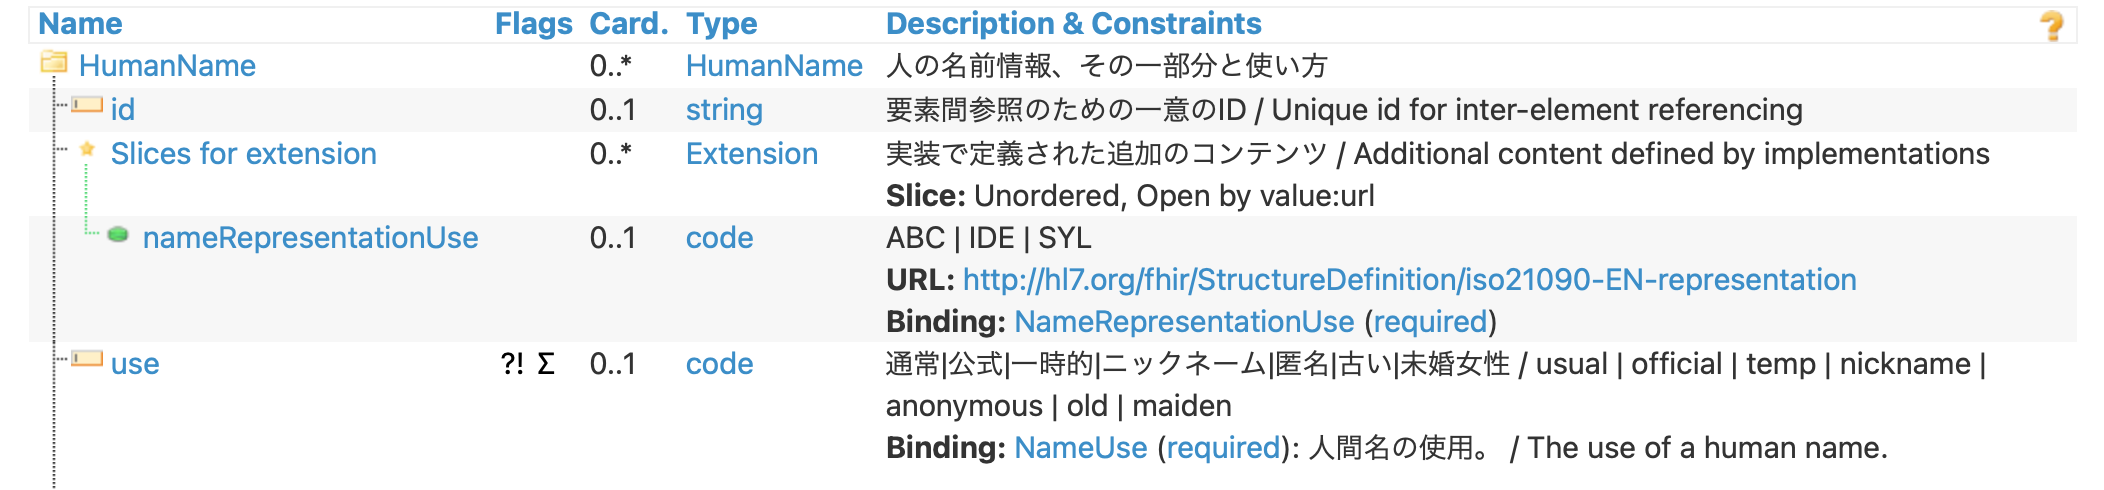 Name Flags Card. Type Description & Constraints
HumanName 0..* HumanName 人の名前情報、その一部分と使い方
id 0..1 string 要素間参照のための一意のID / Unique id for inter-element referencing
Slices for extension 0..* Extension 実装で定義された追加のコンテンツ / Additional content defined by implementations
Slice: Unordered, Open by value:url
nameRepresentationUse 0..1 code ABC | IDE | SYL
URL: http://hl7.org/fhir/StructureDefinition/iso21090-EN-representation
Binding: NameRepresentationUse (required)
use ?! Σ 0..1 code 通常|公式|一時的|ニックネーム|匿名|古い|未婚女性 / usual | official | temp | nickname |
anonymous | old | maiden
Binding: NameUse (required): 人間名の使用。 / The use of a human name.